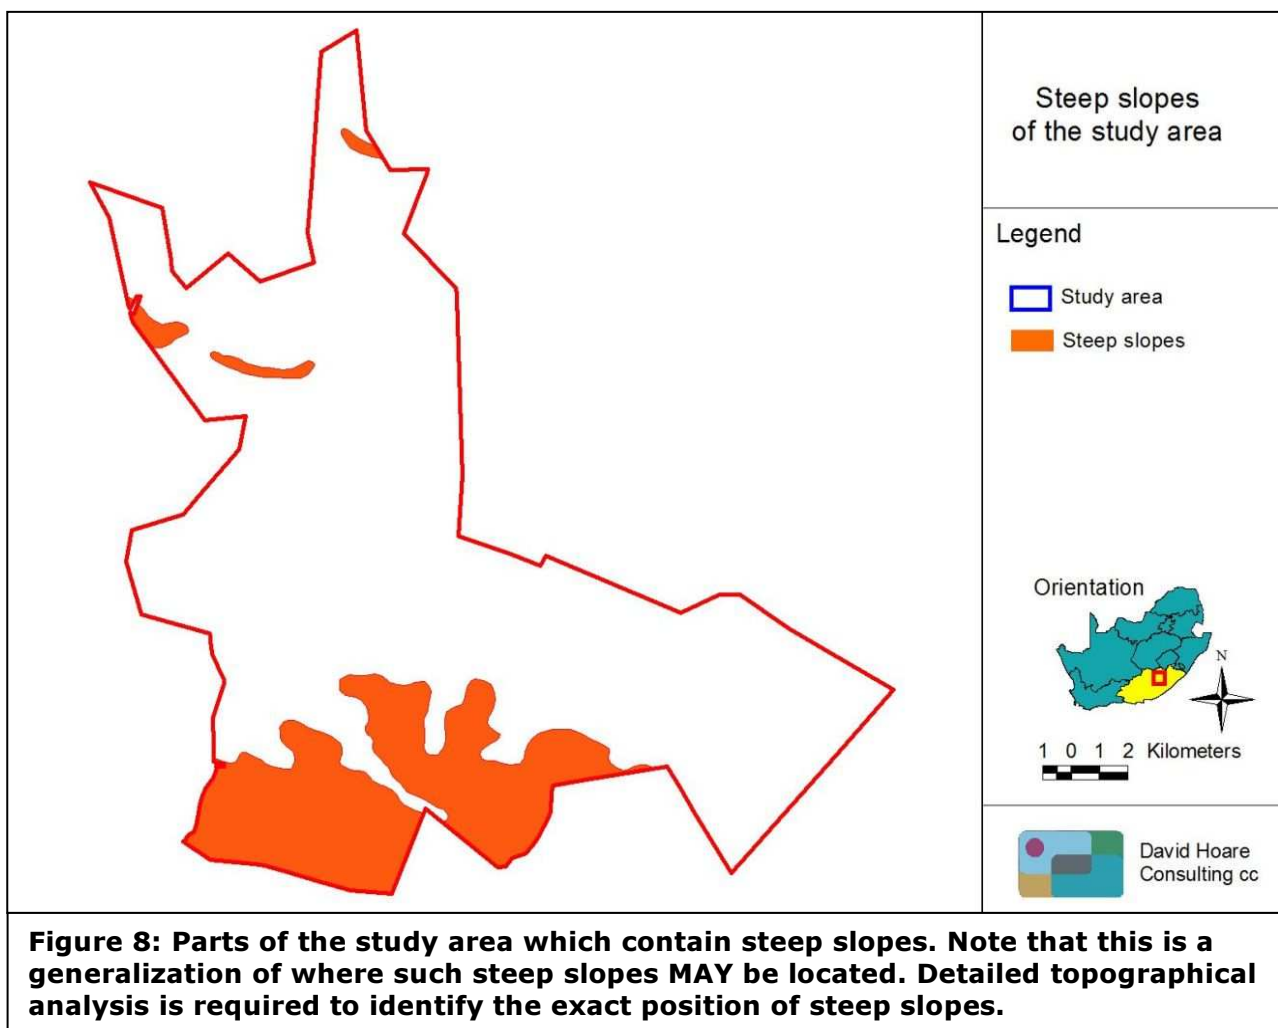 Steep slopes
of the study area
Legend
Study area
Steep slopes
Orientation
N
1 0 1 2 Kilometers
David Hoare
Consulting cc
Figure 8: Parts of the study area which contain steep slopes. Note that this is a
generalization of where such steep slopes MAY be located. Detailed topographical
analysis is required to identify the exact position of steep slopes.